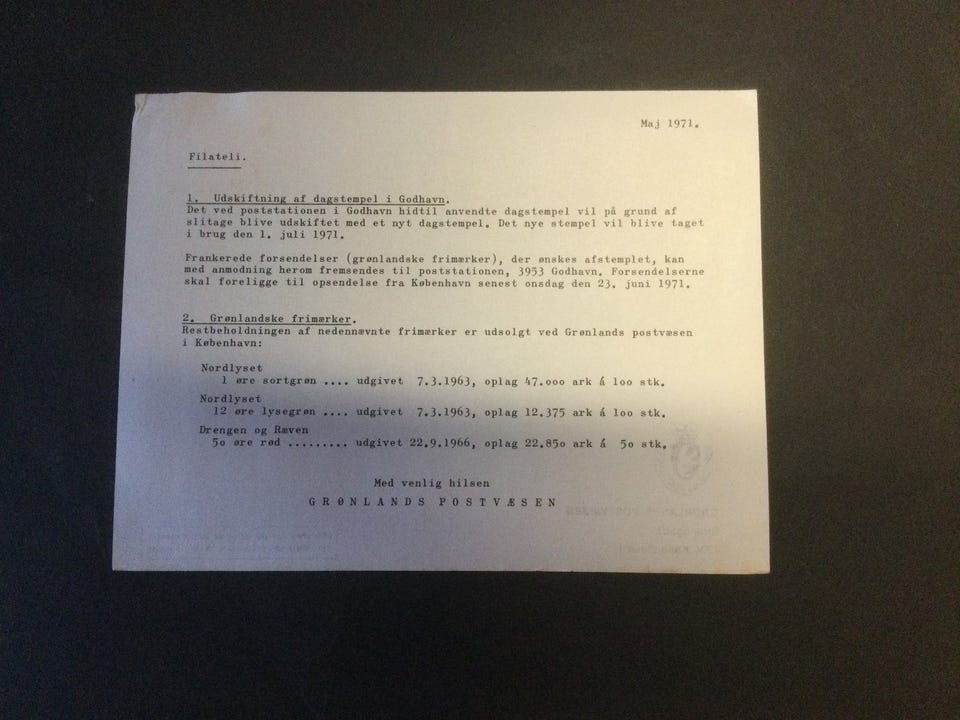 Maj 1971.
Filateli.
1. Udskiftning af dagstempel i Godhavn.
Det ved poststationen i Godhavn hidtil anvendte dagstempel vil på grund af
slitage blive udskiftet med et nyt dagstempel. Det nye stempel vil blive taget
i brug den 1. juli 1971.
Frankerede forsendelser (grønlandske frimærker), der ønskes afstemplet, kan
med anmodning herom fremsendes til poststationen, 3953 Godhavn. Forsendelserne
skal foreligge til opsendelse fra København senest onsdag den 23. juni 1971.
2. Grønlandske frimærker.
Restbeholdningen af nedennævnte frimærker er udsolgt ved Grønlands postvæsen
i København:
Nordlyset
1 øre sortgrøn .... udgivet 7.3.1963, oplag 47.ooo ark á loo stk.
Nordlyset
12 øre lysegrøn .... udgivet 7.3.1963, oplag 12.375 ark á loo stk.
Drengen og Ræven
5o øre rød ......... udgivet 22.9.1966, oplag 22.85o ark á 5o stk.
Med venlig hilsen
GRØNLANDS POSTVÆSEN